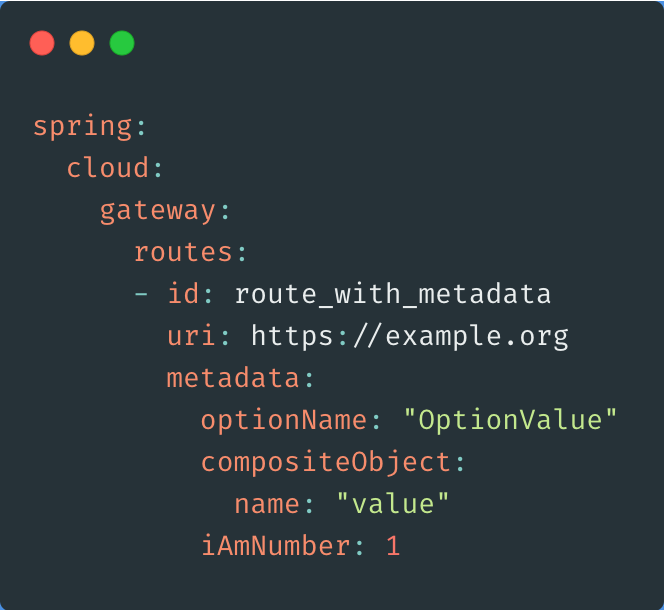 spring:
  cloud:
    gateway:
      routes:
      - id: route_with_metadata
        uri: https://example.org
        metadata:
          optionName: "OptionValue"
          compositeObject:
            name: "value"
          iAmNumber: 1